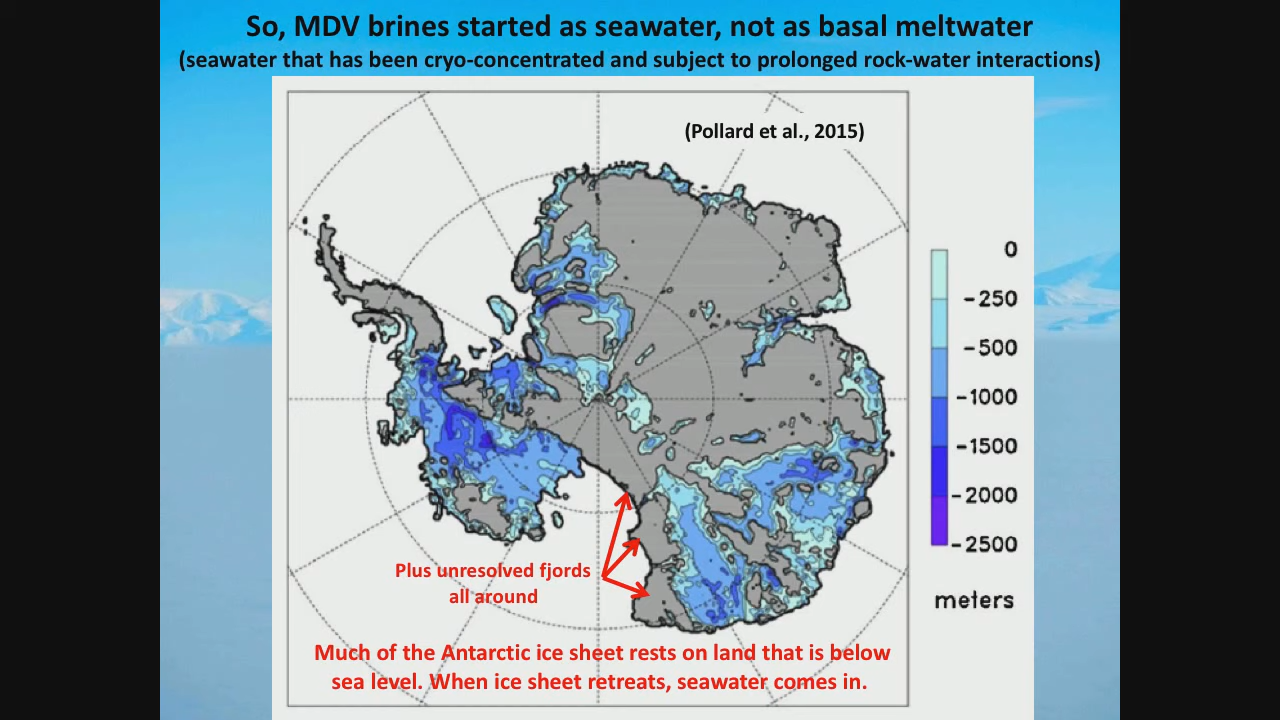 So, MDV brines started as seawater, not as basal meltwater
(seawater that has been cryo-concentrated and subject to prolonged rock-water interactions)
(Pollard et al., 2015)
0
-250
-500
-1000
-1500
-2000
-2500
meters
Plus unresolved fjords
all around
Much of the Antarctic ice sheet rests on land that is below
sea level. When ice sheet retreats, seawater comes in.